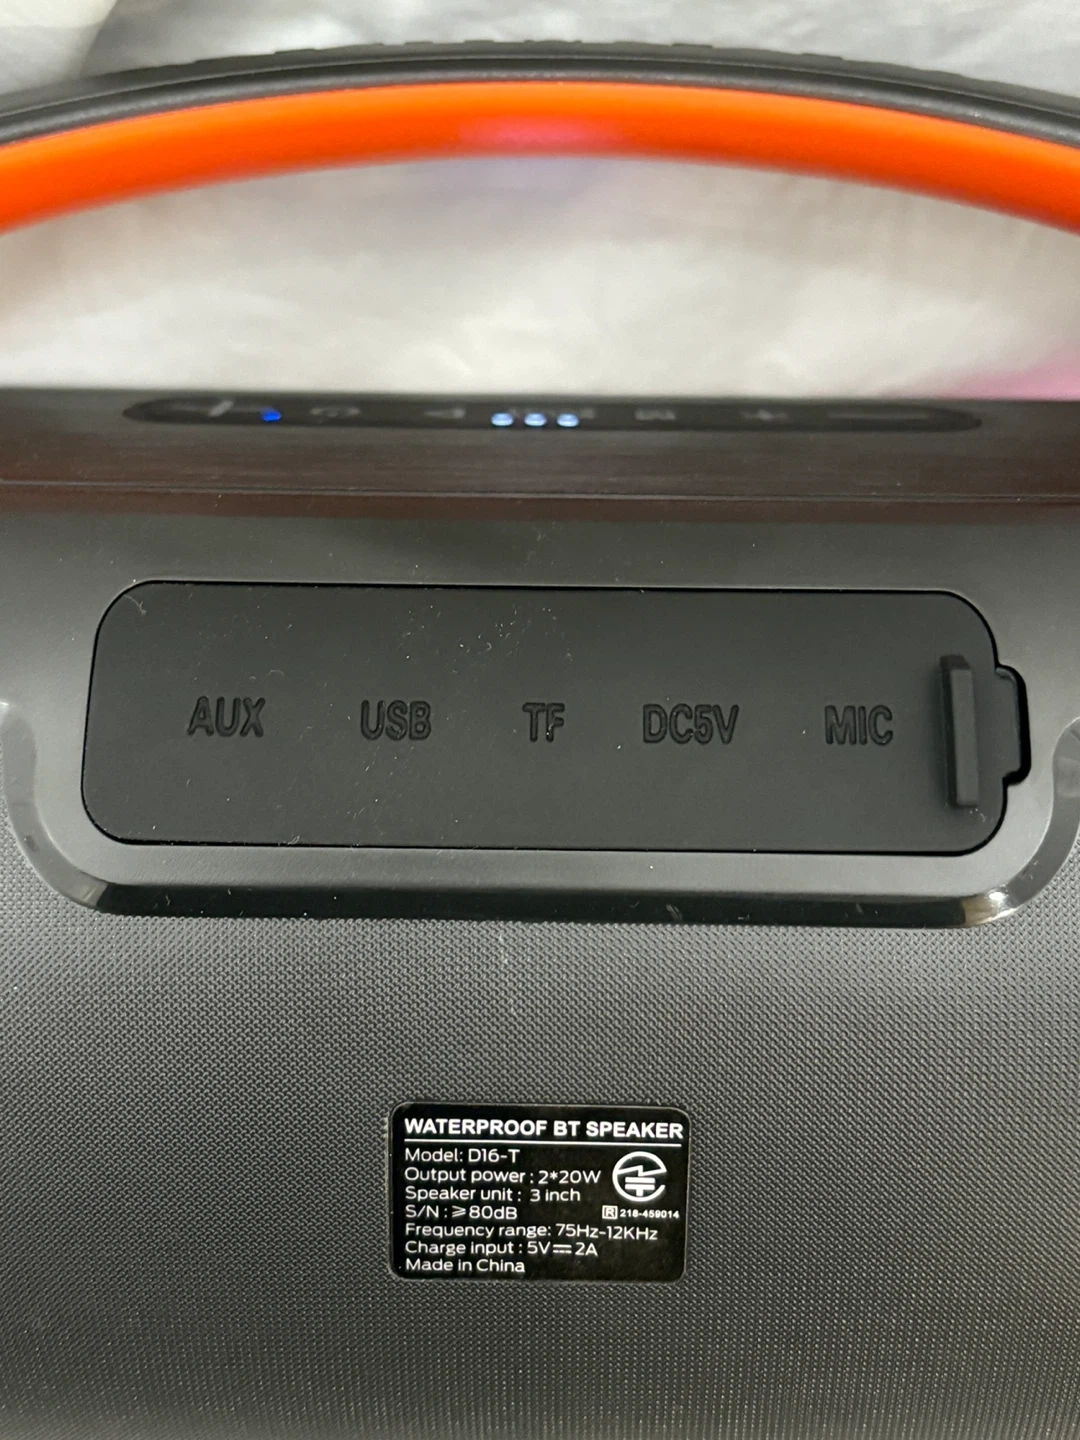 AUX USB TF DC5V MIC
WATERPROOF BT SPEAKER
Model: D16-T
Output power : 2*20W
Speaker unit : 3 inch
S/N : ≥80dB
R 218-459014
Frequency range: 75Hz-12KHz
Charge input : 5V⎓2A
Made in China